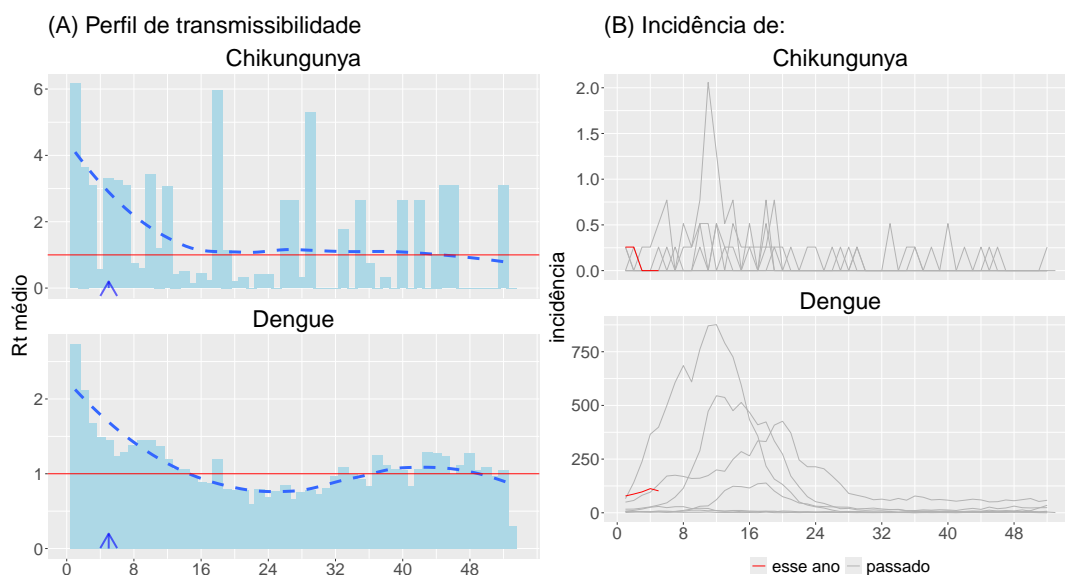 (A) Perfil de transmissibilidade
Chikungunya
6
4
2
0
Dengue
2
1
0
0 8 16 24 32 40 48
Rt médio
(B) Incidência de:
Chikungunya
2.0
1.5
1.0
0.5
0.0
Dengue
750
500
250
0
0 8 16 24 32 40 48
incidência
esse ano passado